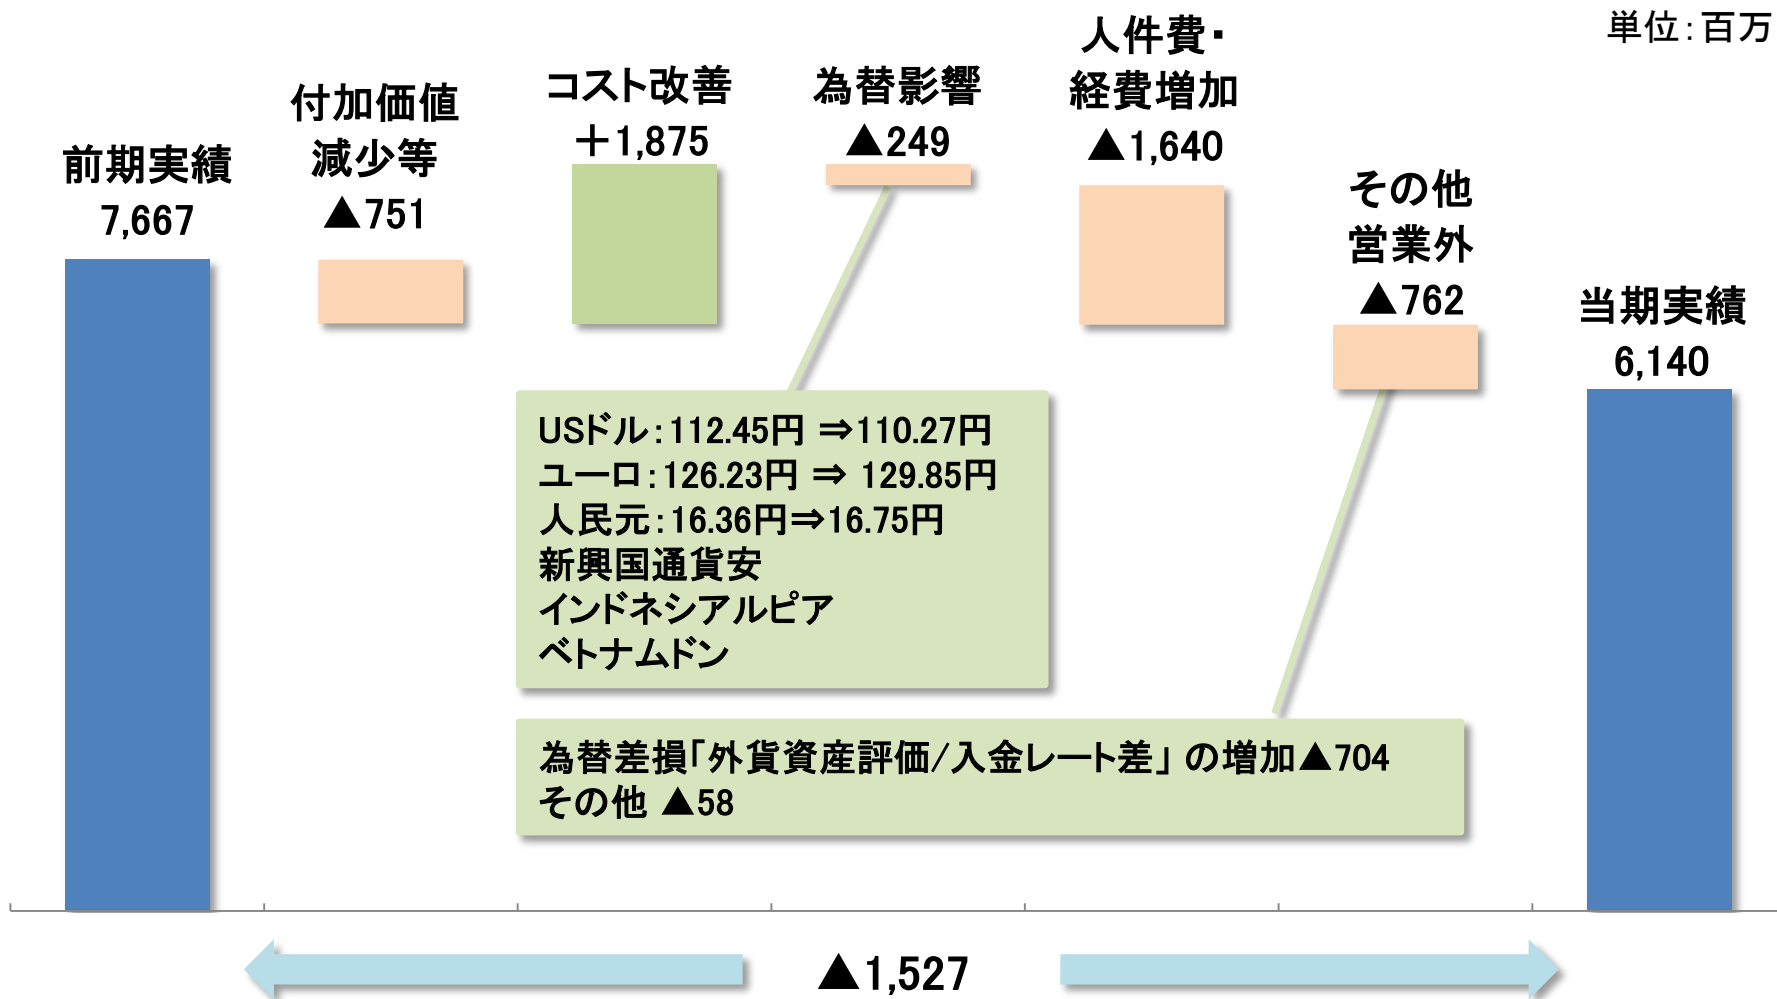 単位：百万
前期実績
7,667
付加価値
減少等
▲751
コスト改善
＋1,875
為替影響
▲249
人件費・
経費増加
▲1,640
その他
営業外
▲762
当期実績
6,140
USドル：112.45円 ⇒110.27円
ユーロ：126.23円 ⇒ 129.85円
人民元：16.36円⇒16.75円
新興国通貨安
インドネシアルピア
ベトナムドン
為替差損「外貨資産評価/入金レート差」 の増加▲704
その他 ▲58
▲1,527